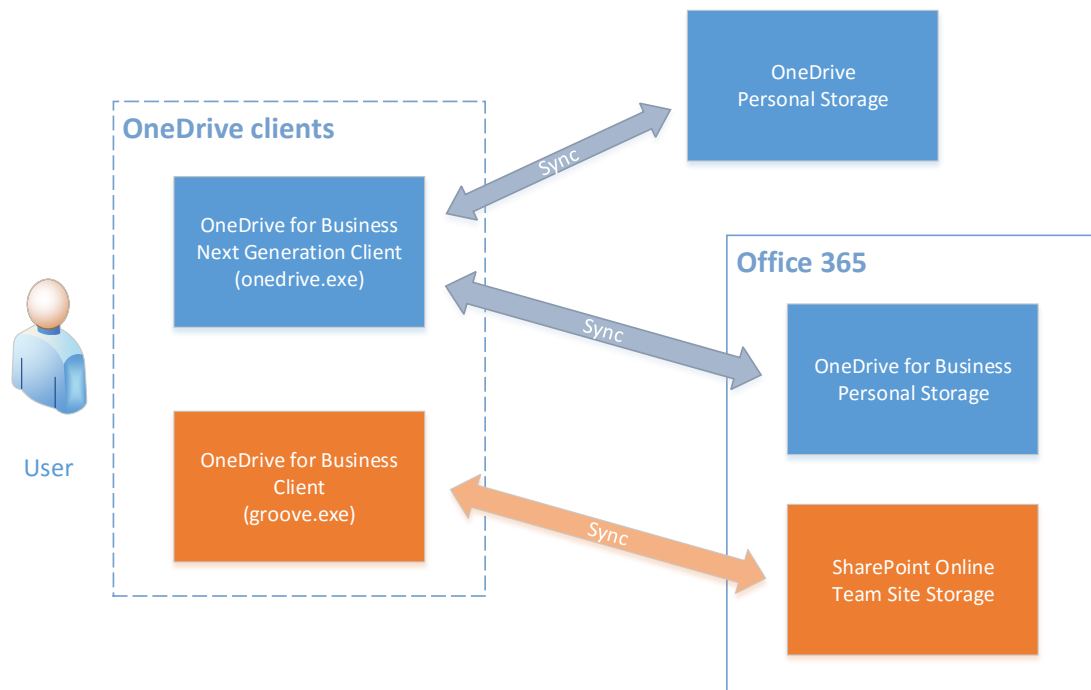 OneDrive
Personal Storage
OneDrive clients
Sync
OneDrive for Business
Next Generation Client
(onedrive.exe)
Office 365
Sync
OneDrive for Business
Personal Storage
User
OneDrive for Business
Client
(groove.exe)
Sync
SharePoint Online
Team Site Storage